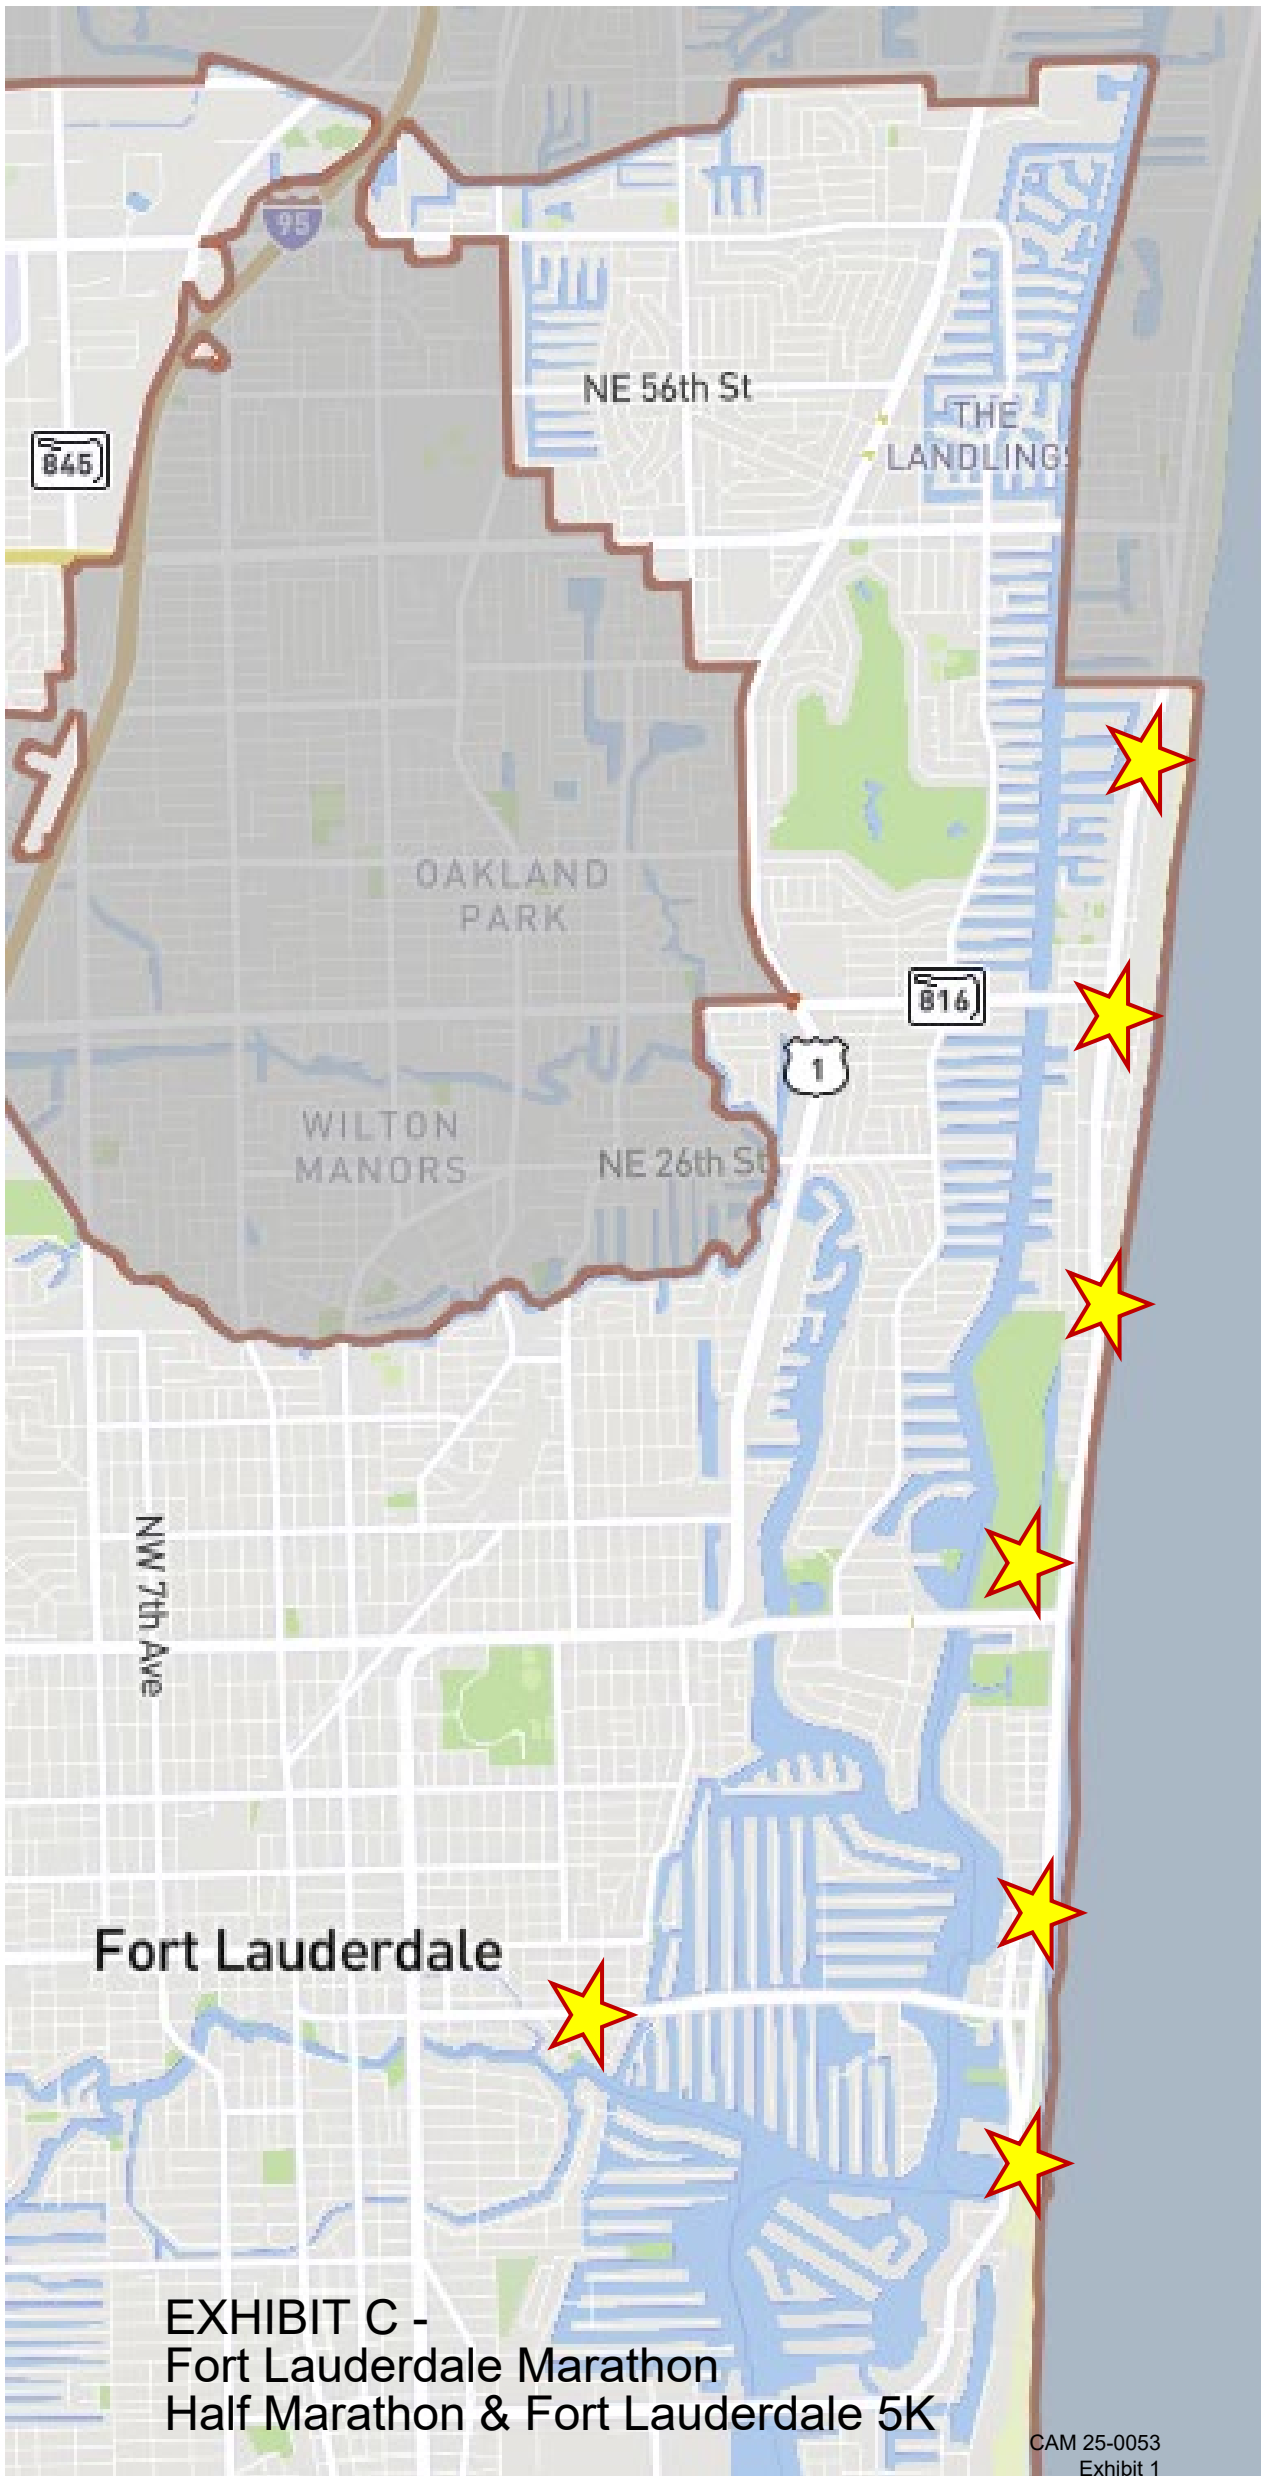 95
NE 56th St
THE
LANDLINGS
845
OAKLAND
PARK
816
1
WILTON
MANORS
NE 26th St
NW 7th Ave
Fort Lauderdale
EXHIBIT C -
Fort Lauderdale Marathon
Half Marathon & Fort Lauderdale 5K
CAM 25-0053
Exhibit 1